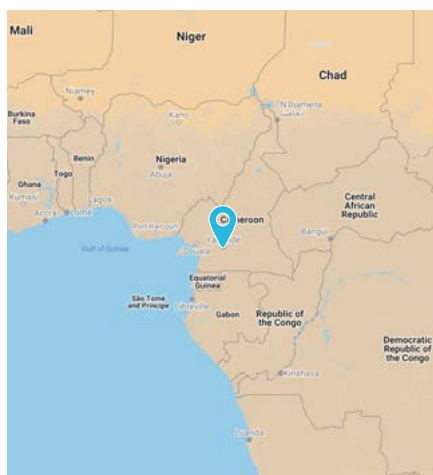 Mali
Niger
Chad
Niamey
Burkina
Faso
Kano
N'Djamena
Benin
Nigeria
Abuja
Togo
Ghana
Kumasi
Accra
Lomé
Lagos
Port Harcourt
Central
African
Republic
Bangui
Douala
Gulf of Guinea
Equatorial
Guinea
São Tomé
and Príncipe
Libreville
Gabon
Republic of
the Congo
Democratic
Republic of
the Congo
Kinshasa
Luanda